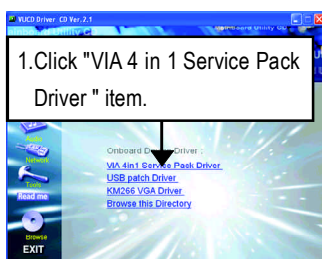 VUCD Driver CD Ver.2.1
1.Click "VIA 4 in 1 Service Pack
Driver " item.
Audio
Network
Tools
Read me
Browse
EXIT
Driver :
VIA 4in1 Service Pack Driver
USB patch Driver
KM266 VGA Driver
Browse this Directory